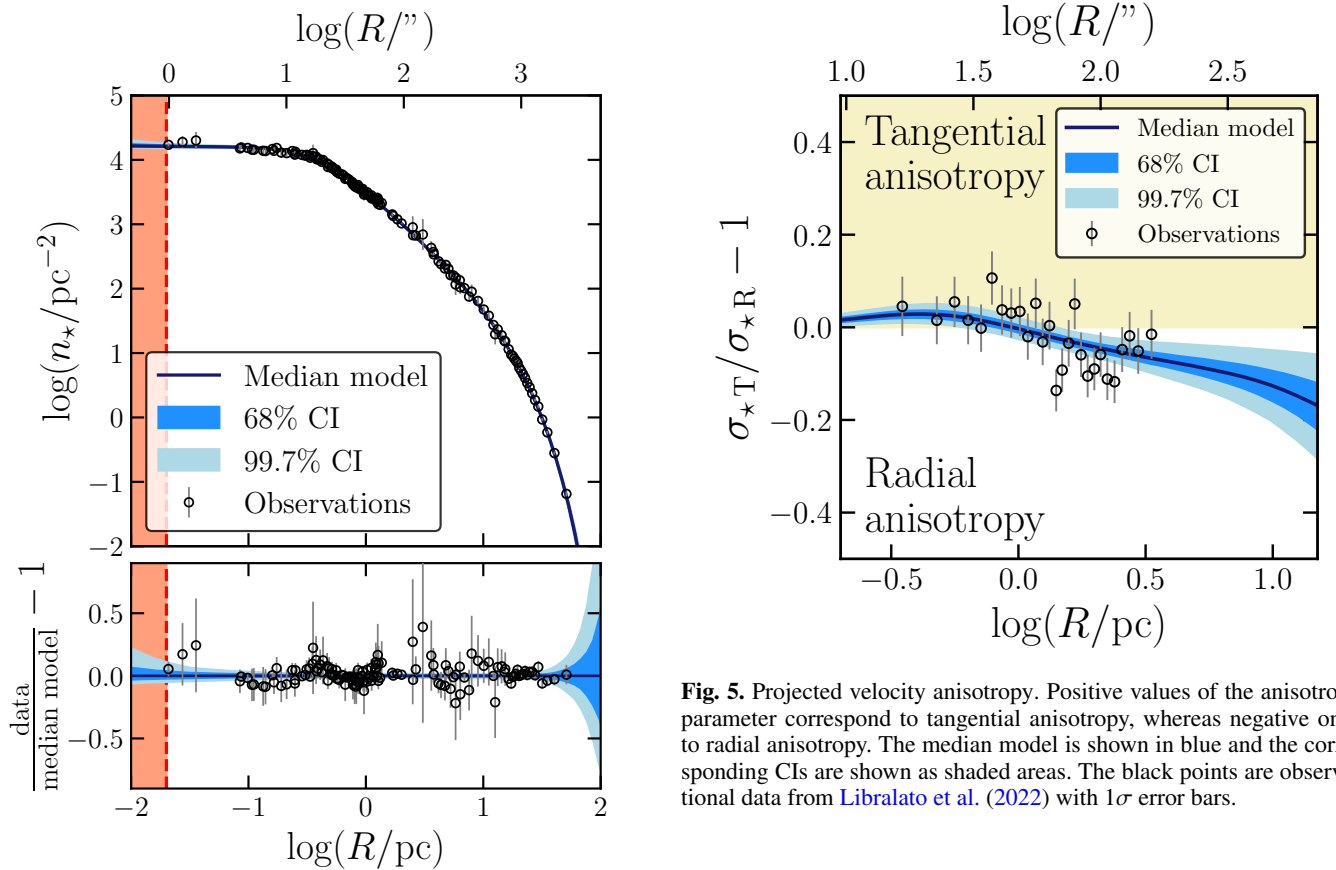 log(R/”)
0 1 2 3
5
4
3
2
1
0
−1
−2
log(n⋆/pc−2)
Median model
68% CI
99.7% CI
Observations
data
median model − 1
0.5
0.0
−0.5
−2 −1 0 1 2
log(R/pc)
log(R/”)
1.0 1.5 2.0 2.5
0.4
0.2
0.0
−0.2
−0.4
σ⋆T/σ⋆R − 1
Tangential
anisotropy
Median model
68% CI
99.7% CI
Observations
Radial
anisotropy
−0.5 0.0 0.5 1.0
log(R/pc)
Fig. 5. Projected velocity anisotropy. Positive values of the anisotro
parameter correspond to tangential anisotropy, whereas negative on
to radial anisotropy. The median model is shown in blue and the cor
sponding CIs are shown as shaded areas. The black points are observ
tional data from Libralato et al. (2022) with 1σ error bars.